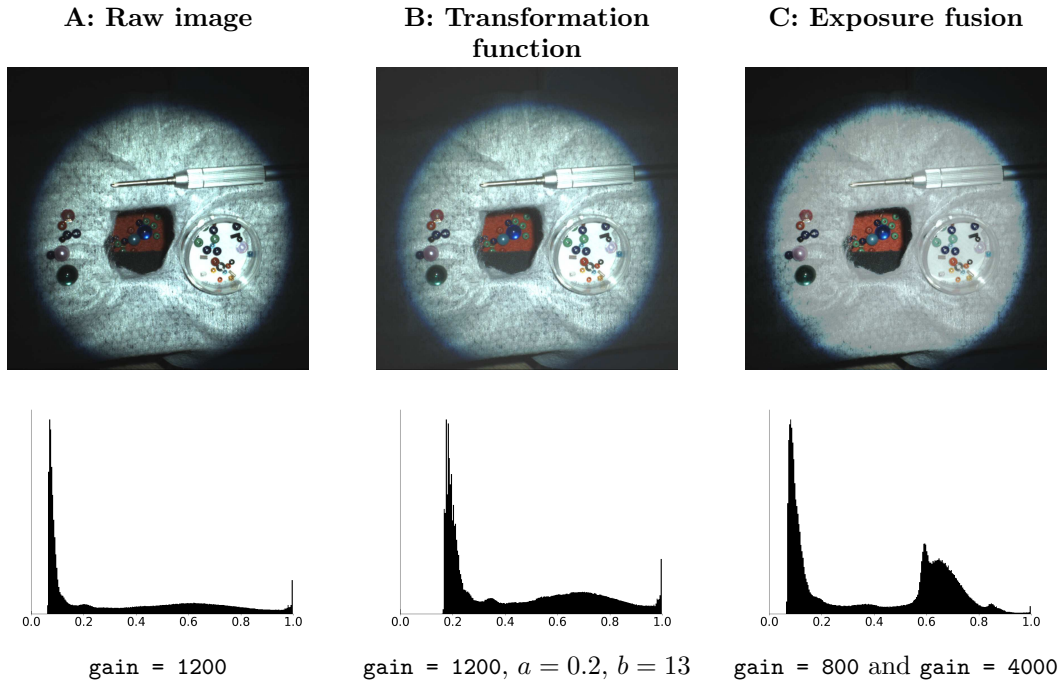 A: Raw image
B: Transformation
function
C: Exposure fusion
0.0 0.2 0.4 0.6 0.8 1.0
0.0 0.2 0.4 0.6 0.8 1.0
0.0 0.2 0.4 0.6 0.8 1.0
gain = 1200
gain = 1200, a = 0.2, b = 13
gain = 800 and gain = 4000